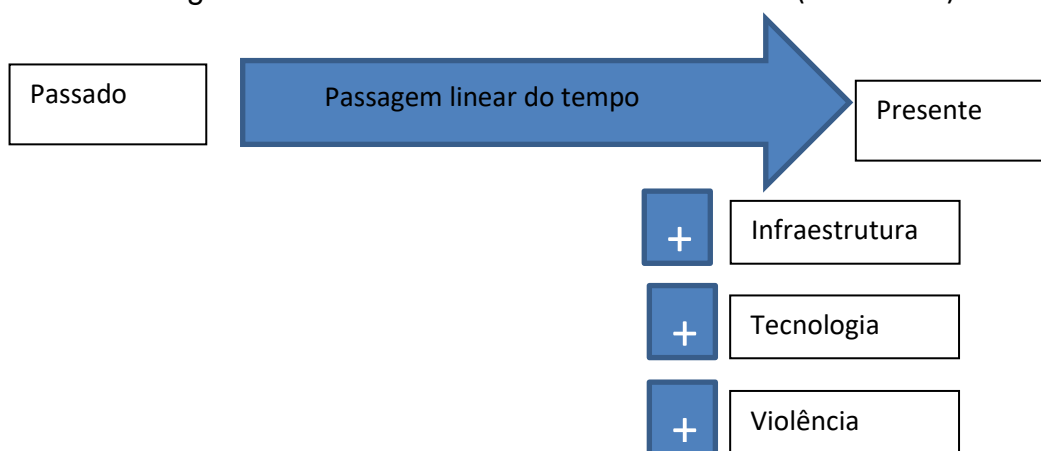 Passado
Passagem linear do tempo
Presente
+
Infraestrutura
+
Tecnologia
+
Violência